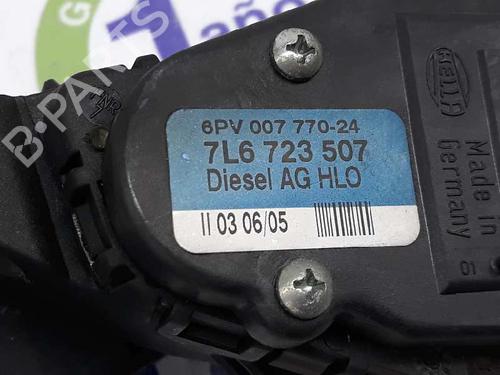 6PV 007 770-24
7L6 723 507
Diesel AG HLO
II 03 06/05
HELLA
Made in
Germany
B-PARTS